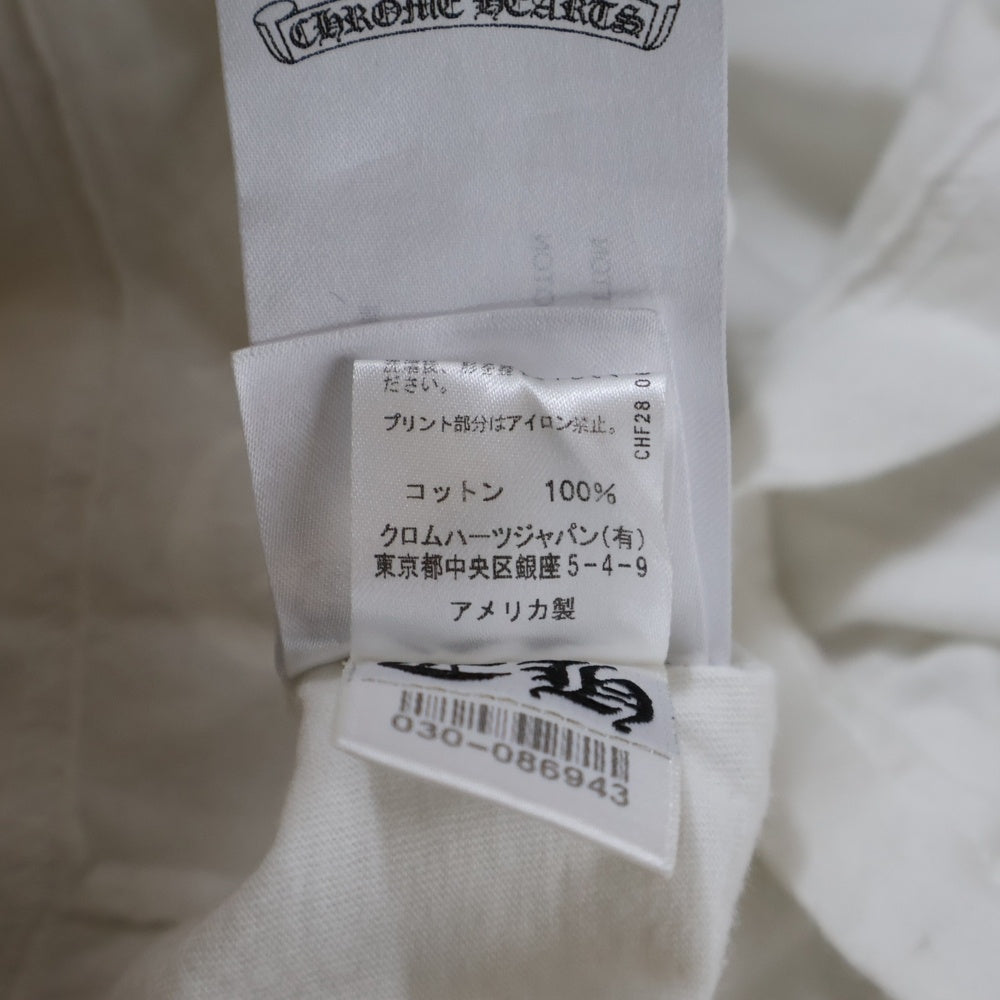 CHROME HEARTS
洗濯後、形を整えて干して
ださい。
プリント部分はアイロン禁止。
CHF28
コットン 100%
クロムハーツジャパン(有)
東京都中央区銀座5-4-9
アメリカ製
CH
030-086943